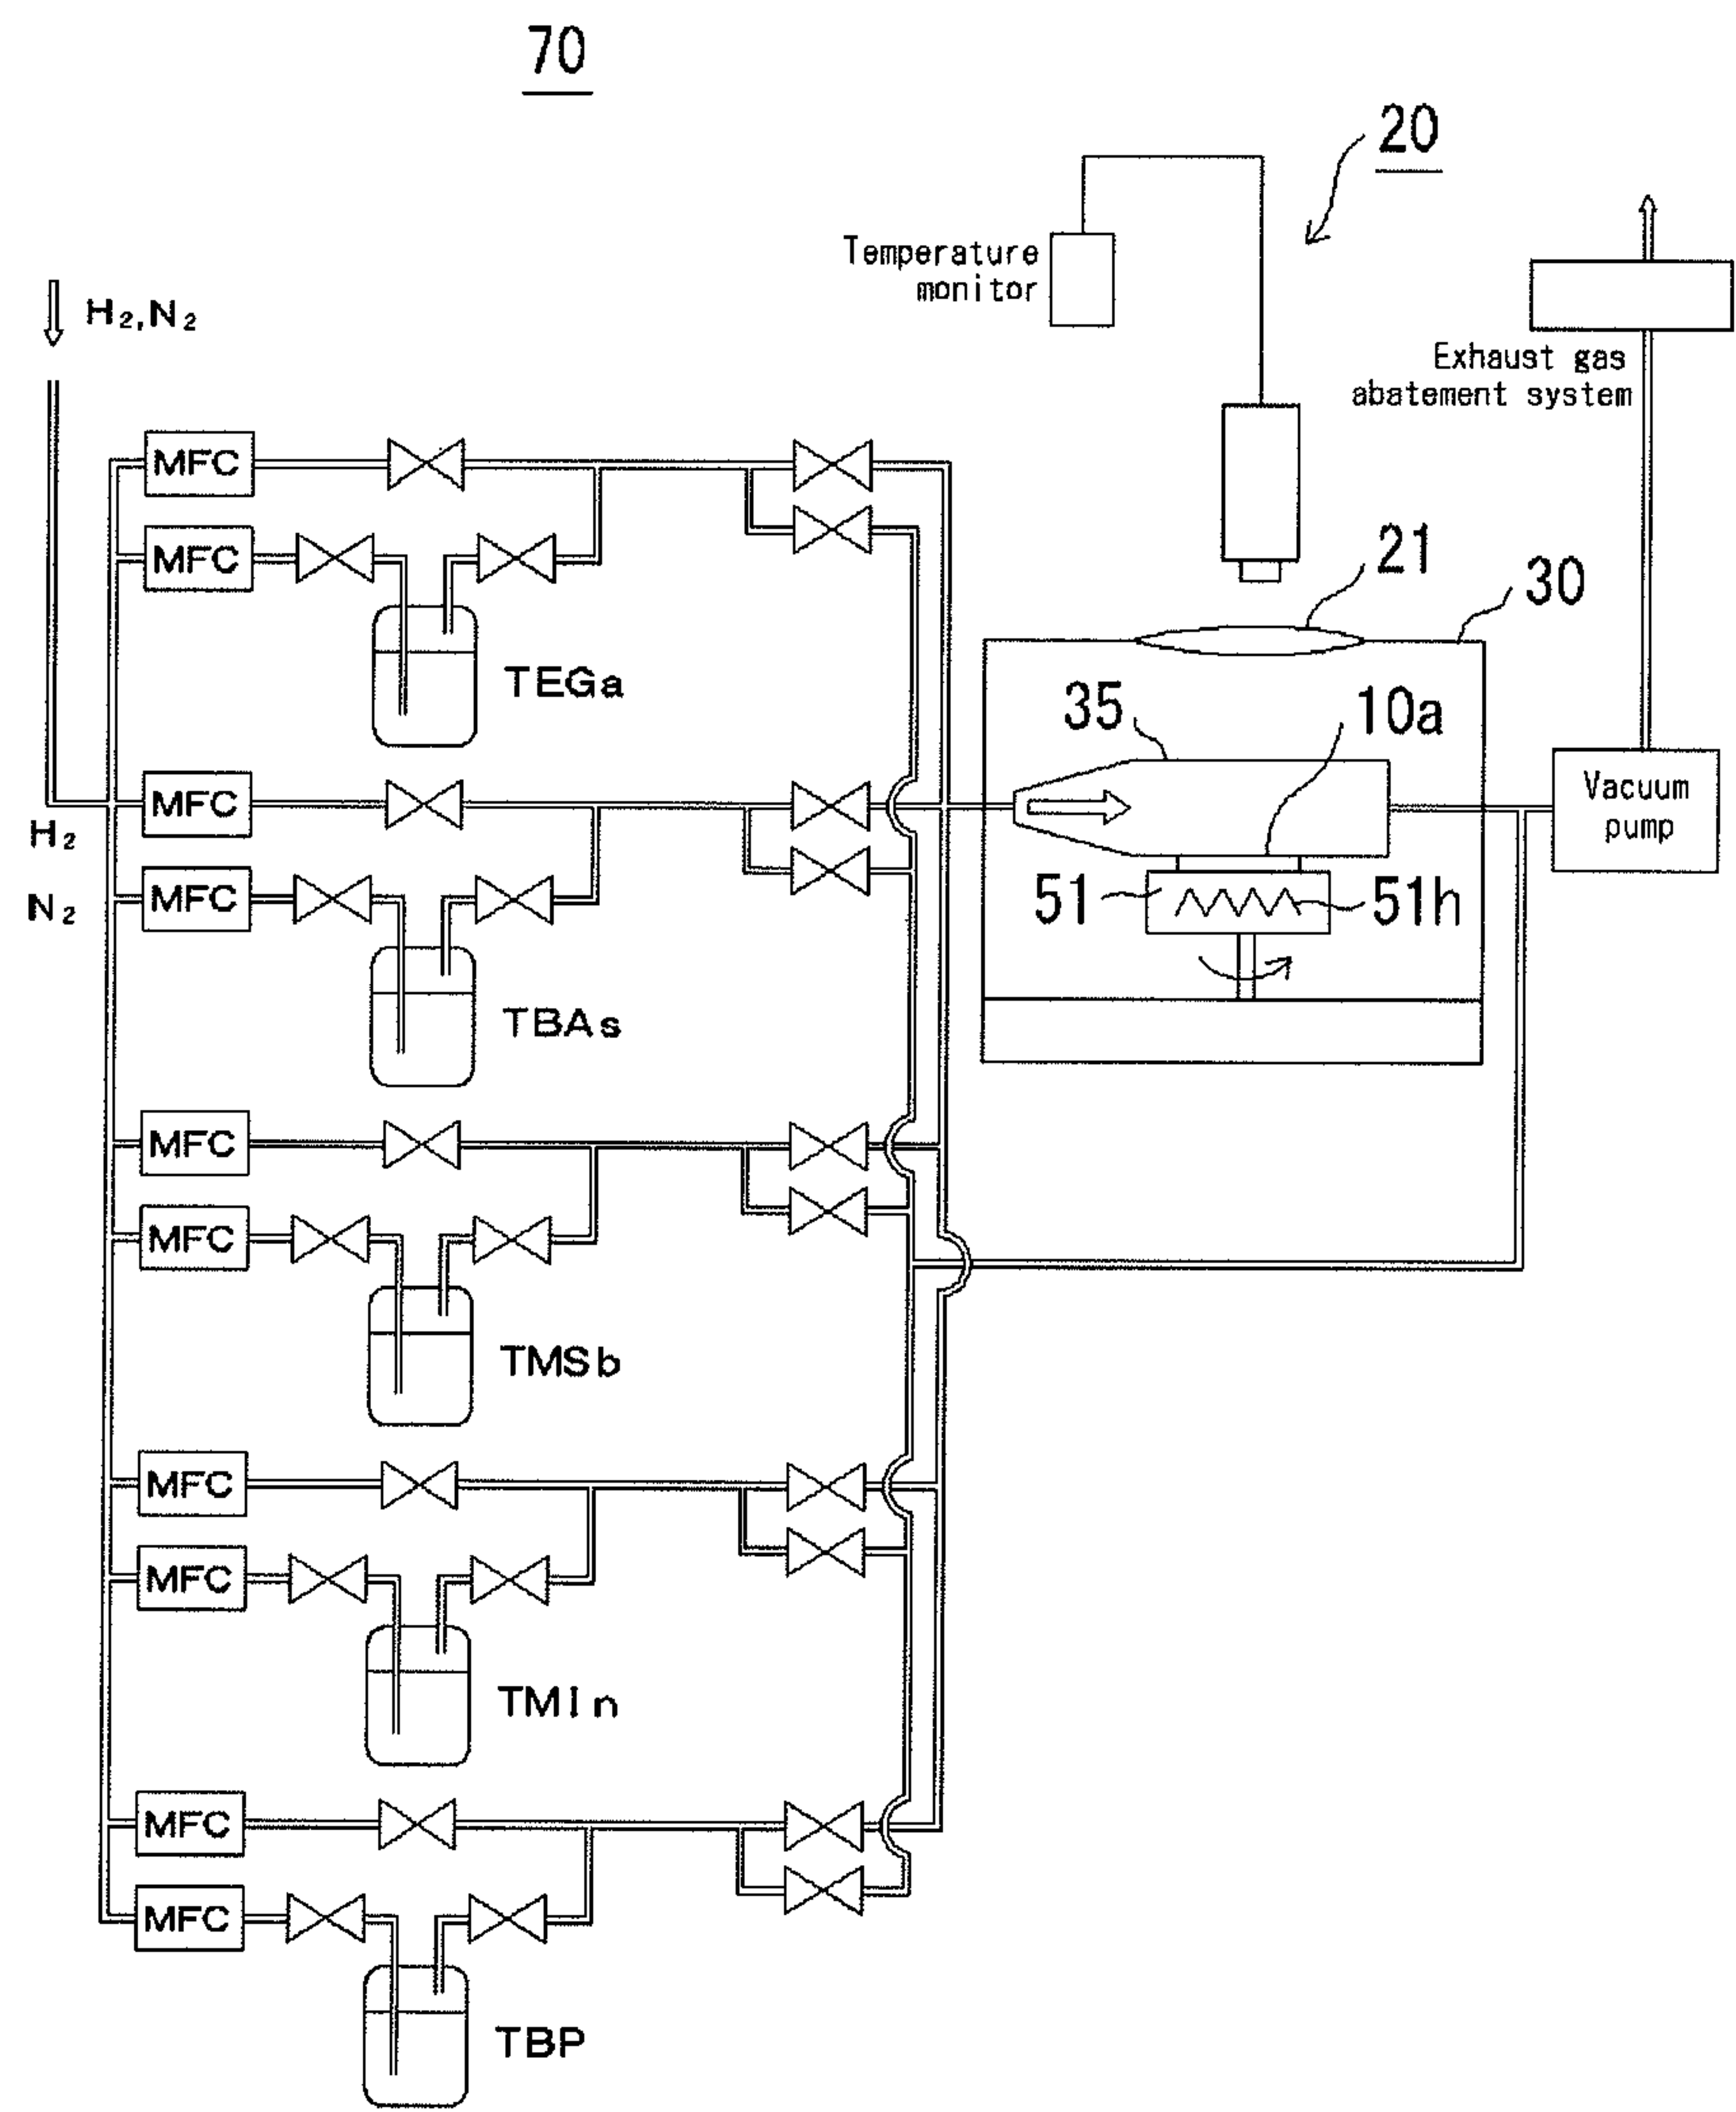 70
20
Temperature
monitor
H₂,N₂
Exhaust gas
abatement system
MFC
MFC
21
30
TEGa
35
10a
MFC
Vacuum
pump
H₂
MFC
N₂
51
51h
TBAs
MFC
MFC
TMSb
MFC
MFC
TMIn
MFC
MFC
TBP